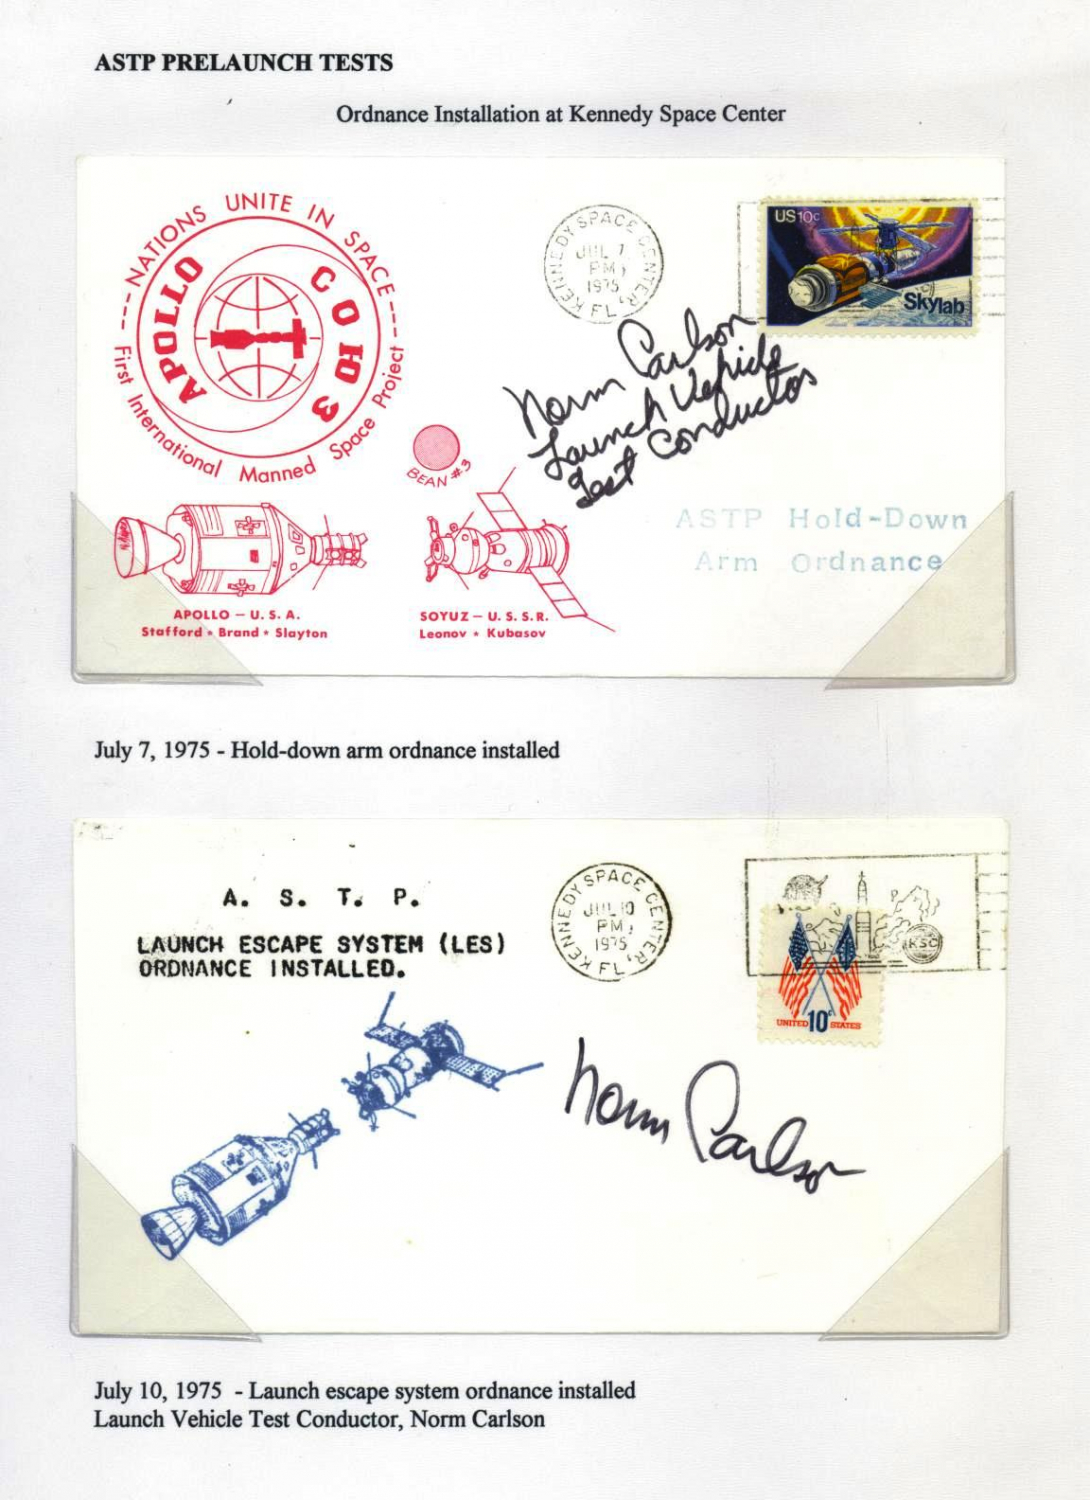 ASTP PRELAUNCH TESTS
Ordnance Installation at Kennedy Space Center
--- NATIONS UNITE IN SPACE ---
APOLLO
СОЮЗ
First International Manned Space Project
KENNEDY SPACE CENTER, FL
JUL 7
PM
1975
US 10c
Skylab
Norm Carlson
Launch Vehicle
Test Conductor
BEAN #3
ASTP Hold-Down
Arm Ordnance
APOLLO – U. S. A.
Stafford • Brand • Slayton
SOYUZ – U. S. S. R.
Leonov • Kubasov
July 7, 1975 - Hold-down arm ordnance installed
A. S. T. P.
LAUNCH ESCAPE SYSTEM (LES)
ORDNANCE INSTALLED.
KENNEDY SPACE CENTER, FL
JUL 10
PM
1975
KSC
UNITED 10c STATES
Norm Carlson
July 10, 1975 - Launch escape system ordnance installed
Launch Vehicle Test Conductor, Norm Carlson